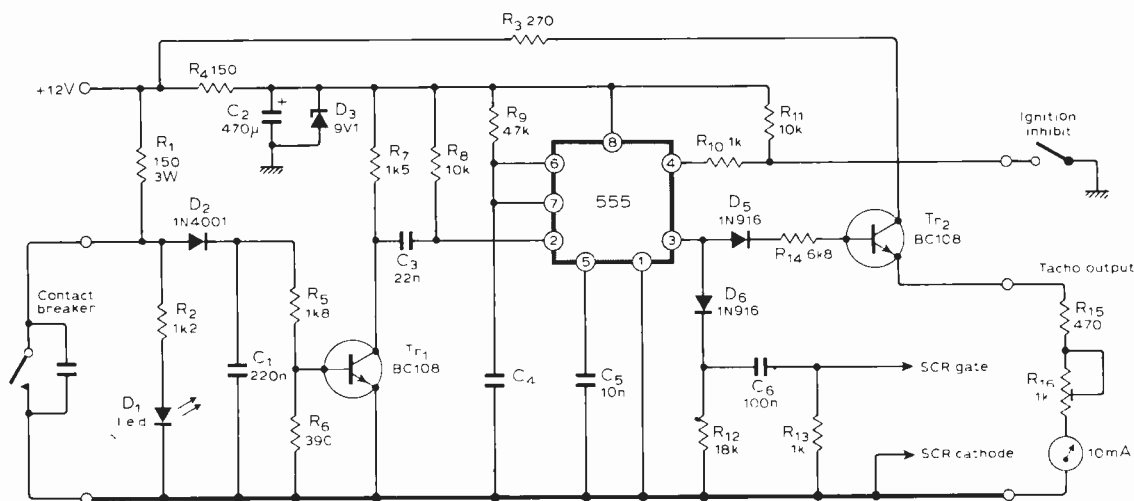 R3 270
+12V
R4 150
C2
470µ
+
D3
9V1
R1
150
3W
R7
1k5
R8
10k
R9
47k
R11
10k
R10 1k
Ignition
inhibit
8
6
4
7
555
2
3
5
1
D2
1N4001
D5
1N916
R14 6k8
Tr2
BC108
C3
22n
Tacho output
Contact
breaker
R2
1k2
R5
1k8
Tr1
BC108
D6
1N916
R15
470
C1
220n
C4
C5
10n
C6
100n
SCR gate
R16
1k
D1
led
R6
39C
R12
18k
R13
1k
SCR cathode
10mA